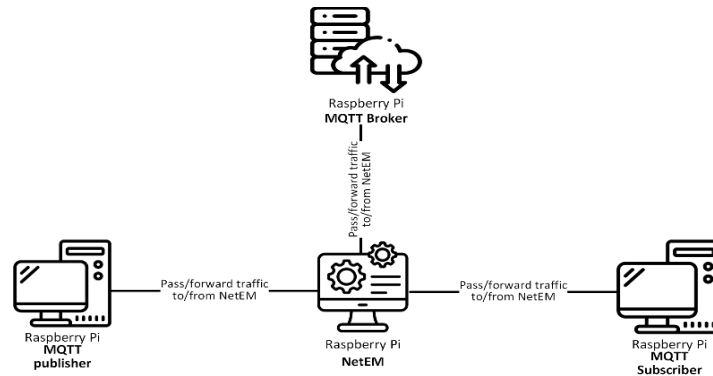 Raspberry Pi
MQTT Broker
Pass/forward traffic
to/from NetEM
Pass/forward traffic
to/from NetEM
Pass/forward traffic
to/from NetEM
Raspberry Pi
MQTT
publisher
Raspberry Pi
NetEM
Raspberry Pi
MQTT
Subscriber